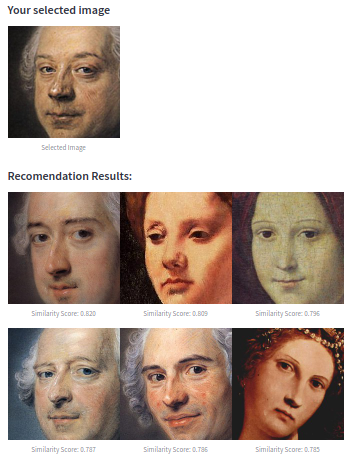 Your selected image
Selected Image
Recomendation Results:
Similarity Score: 0.820
Similarity Score: 0.809
Similarity Score: 0.796
Similarity Score: 0.787
Similarity Score: 0.786
Similarity Score: 0.785